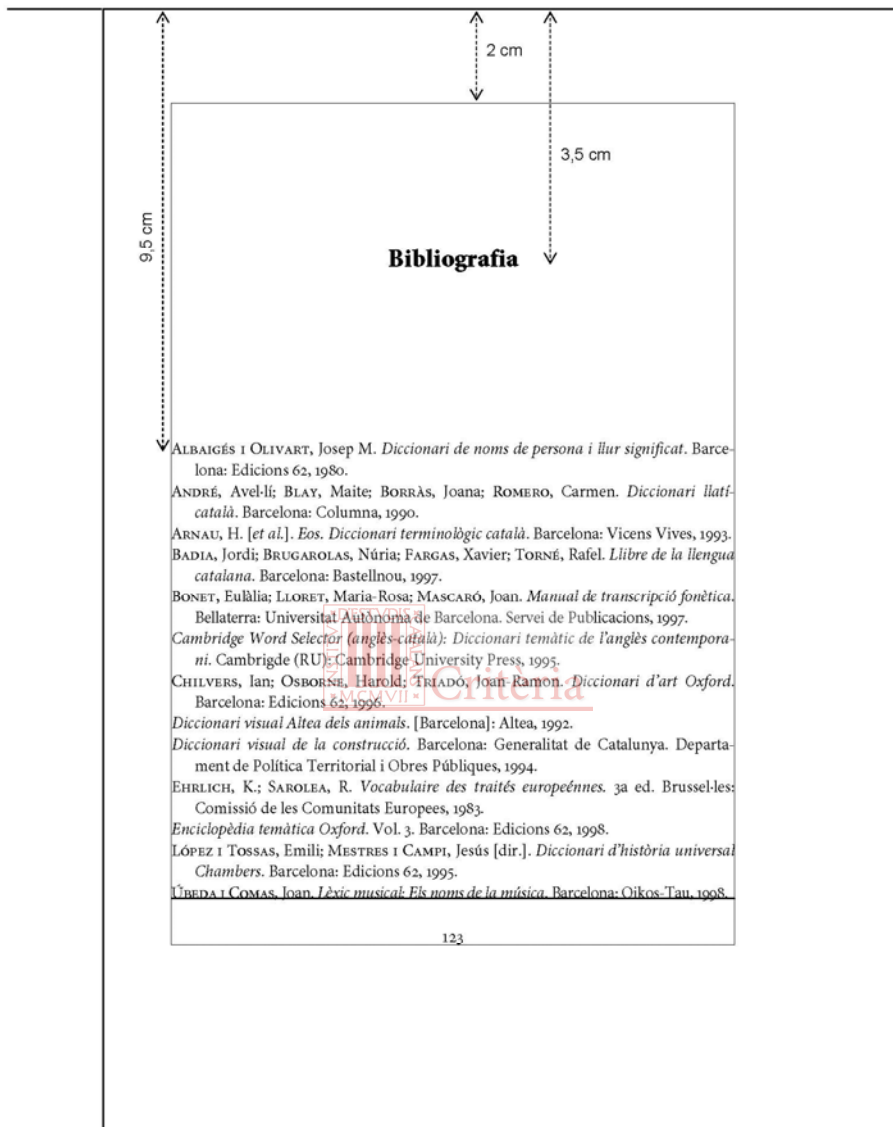 2 cm
3,5 cm
9,5 cm
Bibliografia
ALBAIGÉS I OLIVART, Josep M. Diccionari de noms de persona i llur significat. Barce-
lona: Edicions 62, 1980.
ANDRÉ, Avel·lí; BLAY, Maite; BORRÀS, Joana; ROMERO, Carmen. Diccionari llatí-
català. Barcelona: Columna, 1990.
ARNAU, H. [et al.]. Eos. Diccionari terminològic català. Barcelona: Vicens Vives, 1993.
BADIA, Jordi; BRUGAROLAS, Núria; FARGAS, Xavier; TORNÉ, Rafel. Llibre de la llengua
catalana. Barcelona: Bastellnou, 1997.
BONET, Eulàlia; LLORET, Maria-Rosa; MASCARÓ, Joan. Manual de transcripció fonètica.
Bellaterra: Universitat Autònoma de Barcelona. Servei de Publicacions, 1997.
Cambridge Word Selector (anglès-català): Diccionari temàtic de l'anglès contempora-
ni. Cambrigde (RU): Cambridge University Press, 1995.
CHILVERS, Ian; OSBORNE, Harold; TRIADÓ, Joan-Ramon. Diccionari d'art Oxford.
Barcelona: Edicions 62, 1996.
Diccionari visual Altea dels animals. [Barcelona]: Altea, 1992.
Diccionari visual de la construcció. Barcelona: Generalitat de Catalunya. Departa-
ment de Política Territorial i Obres Públiques, 1994.
EHRLICH, K.; SAROLEA, R. Vocabulaire des traités europeénnes. 3a ed. Brussel·les:
Comissió de les Comunitats Europees, 1983.
Enciclopèdia temàtica Oxford. Vol. 3. Barcelona: Edicions 62, 1998.
LÓPEZ I TOSSAS, Emili; MESTRES I CAMPI, Jesús [dir.]. Diccionari d'història universal
Chambers. Barcelona: Edicions 62, 1995.
ÚBEDA I COMAS, Joan. Lèxic musical: Els noms de la música. Barcelona: Oikos-Tau, 1998.
123
Critèria
MCMVII